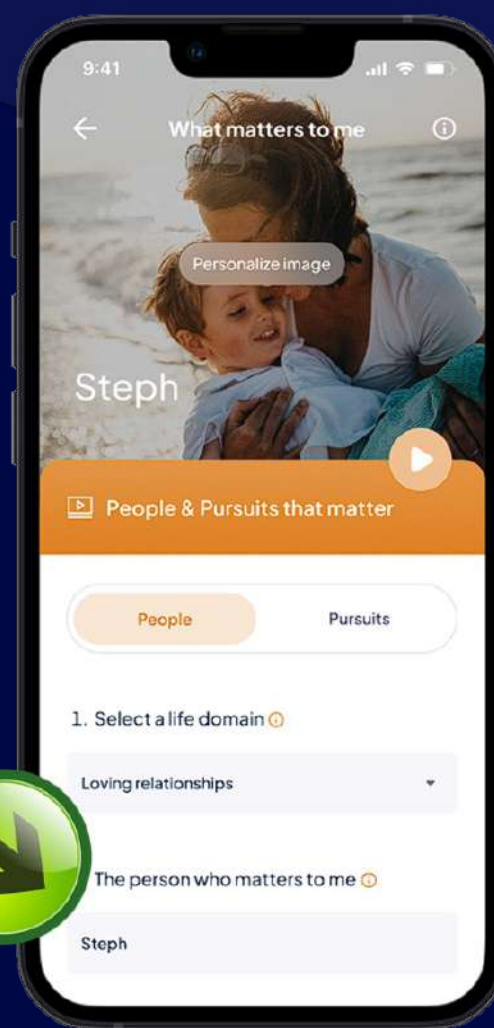 9:41
What matters to me
Personalize image
Steph
People & Pursuits that matter
People
Pursuits
1. Select a life domain
Loving relationships
The person who matters to me
Steph